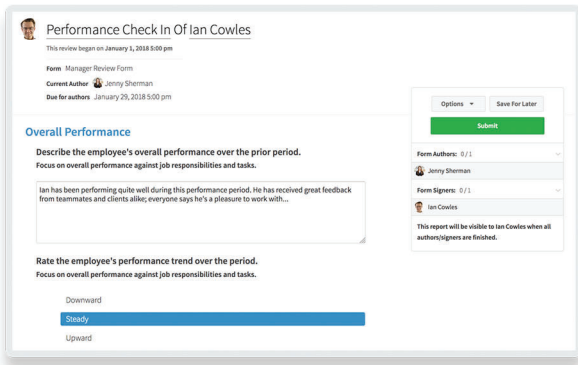 Performance Check In Of Ian Cowles
This review began on January 1, 2018 5:00 pm
Form Manager Review Form
Current Author Jenny Sherman
Due for authors January 29, 2018 5:00 pm
Options Save For Later
Submit
Form Authors: 0/1
Jenny Sherman
Form Signers: 0/1
Ian Cowles
This report will be visible to Ian Cowles when all
authors/signers are finished.
Overall Performance
Describe the employee's overall performance over the prior period.
Focus on overall performance against job responsibilities and tasks.
Ian has been performing quite well during this performance period. He has received great feedback
from teammates and clients alike; everyone says he's a pleasure to work with...
Rate the employee's performance trend over the period.
Focus on overall performance against job responsibilities and tasks.
Downward
Steady
Upward